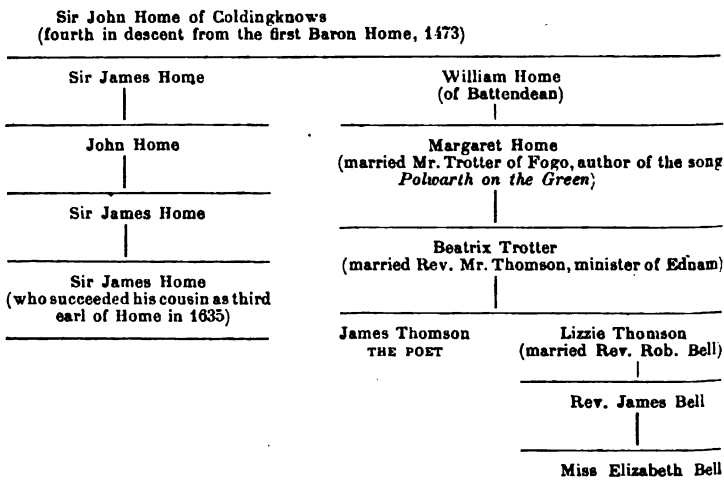 Sir John Home of Coldingknows
(fourth in descent from the first Baron Home, 1473)
Sir James Home
William Home
(of Battendean)
John Home
Margaret Home
(married Mr. Trotter of Fogo, author of the song
Polwarth on the Green)
Sir James Home
Beatrix Trotter
(married Rev. Mr. Thomson, minister of Ednam)
Sir James Home
(who succeeded his cousin as third
earl of Home in 1635)
James Thomson
THE POET
Lizzie Thomson
(married Rev. Rob. Bell)
Rev. James Bell
Miss Elizabeth Bell